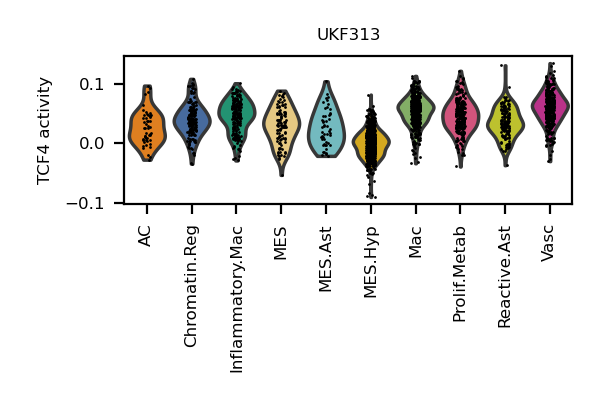 UKF313
TCF4 activity
0.1
0.0
−0.1
AC
Chromatin.Reg
Inflammatory.Mac
MES
MES.Ast
MES.Hyp
Mac
Prolif.Metab
Reactive.Ast
Vasc